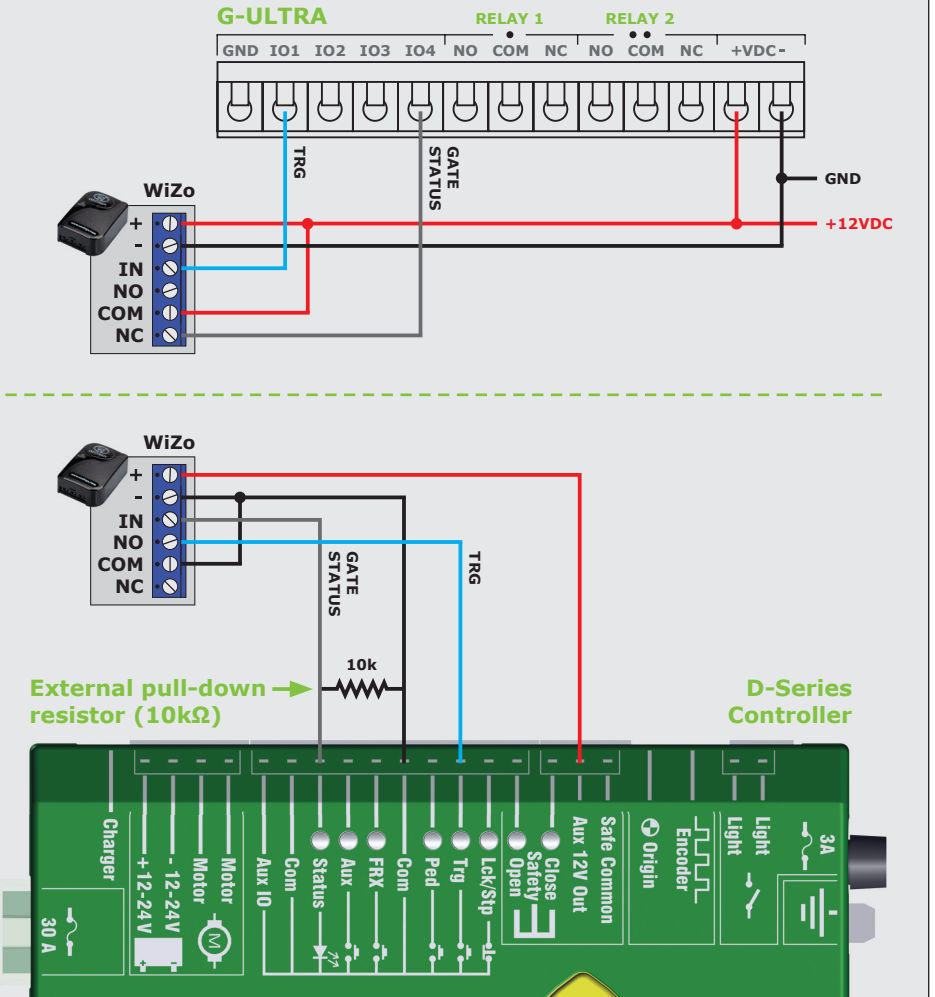 G-ULTRA
RELAY 1
RELAY 2
GND IO1 IO2 IO3 IO4 NO COM NC NO COM NC +VDC-
TRG
GATE
STATUS
WiZo
+
-
IN
NO
COM
NC
GND
+12VDC
WiZo
+
-
IN
NO
COM
NC
GATE
STATUS
TRG
10k
External pull-down
resistor (10kΩ)
D-Series
Controller
Charger
30 A
+ 12-24 V
- 12-24 V
Motor
Motor
M
+ -
Aux IO
Com
Status
Aux
FRX
Com
Ped
Trg
Lck/Stp
Open
Safety
Close
Aux 12V Out
Safe Common
Origin
Encoder
Light
Light
3A